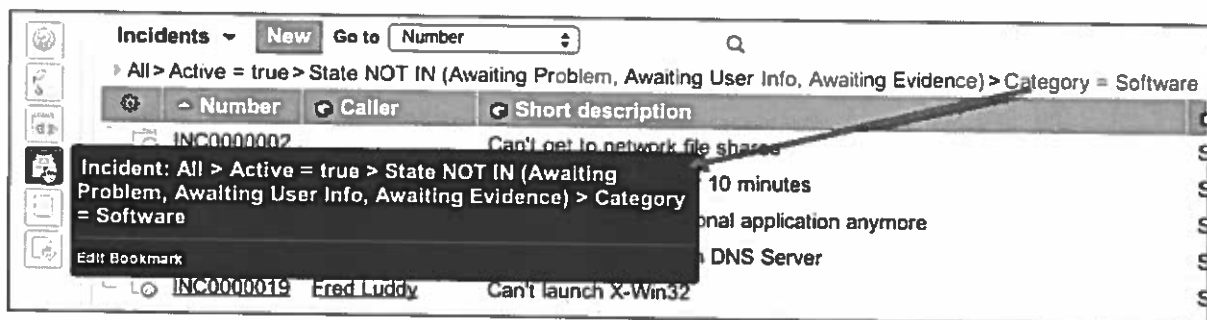 Incidents New Go to Number
All > Active = true > State NOT IN (Awaiting Problem, Awaiting User Info, Awaiting Evidence) > Category = Software
Number Caller Short description
INC0000002 Can't get to network file shares
Incident: All > Active = true > State NOT IN (Awaiting
Problem, Awaiting User Info, Awaiting Evidence) > Category
= Software
10 minutes
onal application anymore
DNS Server
Edit Bookmark
INC0000019 Fred Luddy Can't launch X-Win32